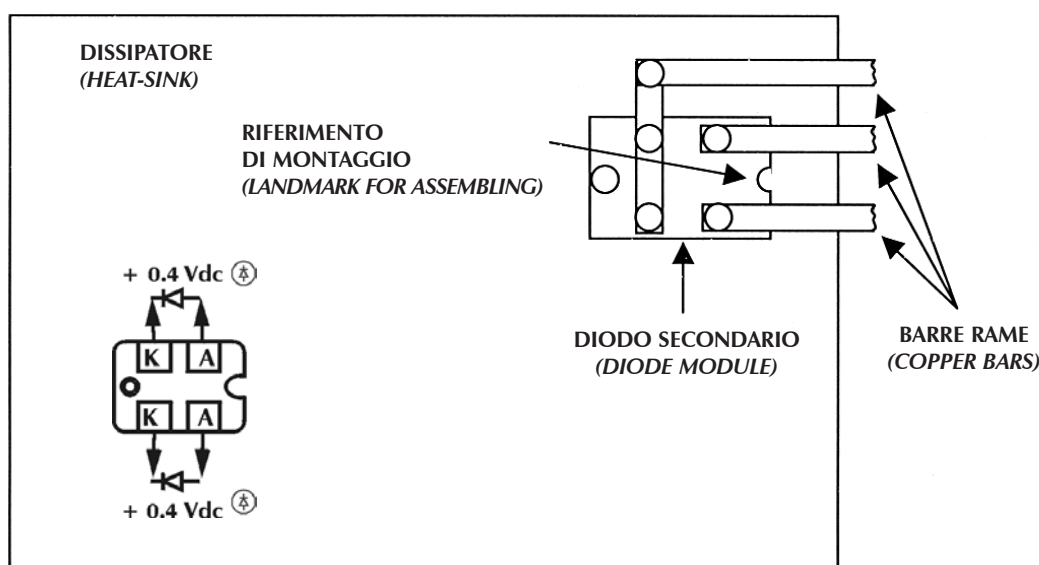 DISSIPATORE
(HEAT-SINK)
RIFERIMENTO
DI MONTAGGIO
(LANDMARK FOR ASSEMBLING)
+ 0.4 Vdc
K A
K A
+ 0.4 Vdc
DIODO SECONDARIO
(DIODE MODULE)
BARRE RAME
(COPPER BARS)